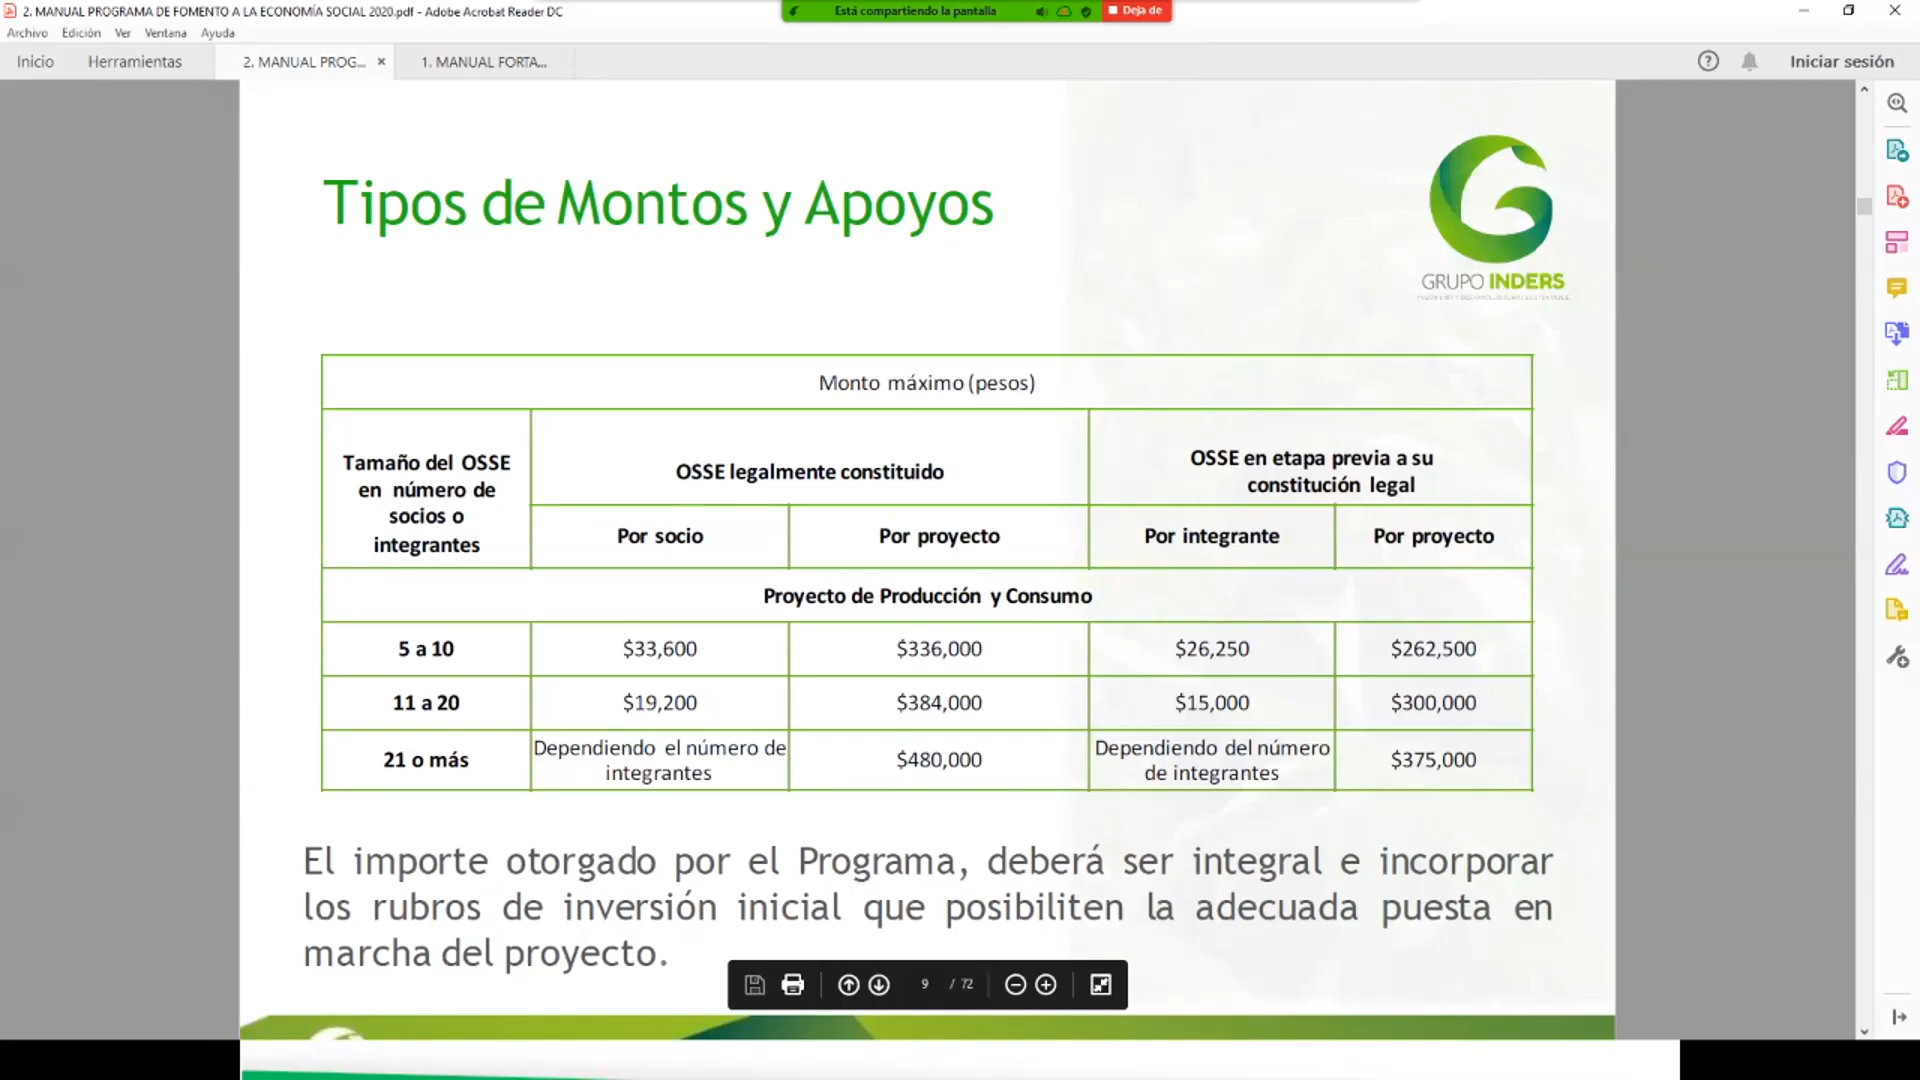 2. MANUAL PROGRAMA DE FOMENTO A LA ECONOMÍA SOCIAL 2020.pdf - Adobe Acrobat Reader DC
Está compartiendo la pantalla
Deja de
Archivo Edición Ver Ventana Ayuda
Inicio Herramientas 2. MANUAL PROG... × 1. MANUAL FORTA... Iniciar sesión
Tipos de Montos y Apoyos
GRUPO INDERS
Monto máximo (pesos)
Tamaño del OSSE
en número de
socios o
integrantes
OSSE legalmente constituido
OSSE en etapa previa a su
constitución legal
Por socio Por proyecto Por integrante Por proyecto
Proyecto de Producción y Consumo
5 a 10 $33,600 $336,000 $26,250 $262,500
11 a 20 $19,200 $384,000 $15,000 $300,000
21 o más Dependiendo el número de
integrantes $480,000 Dependiendo del número
de integrantes $375,000
El importe otorgado por el Programa, deberá ser integral e incorporar
los rubros de inversión inicial que posibiliten la adecuada puesta en
marcha del proyecto.
9 / 72